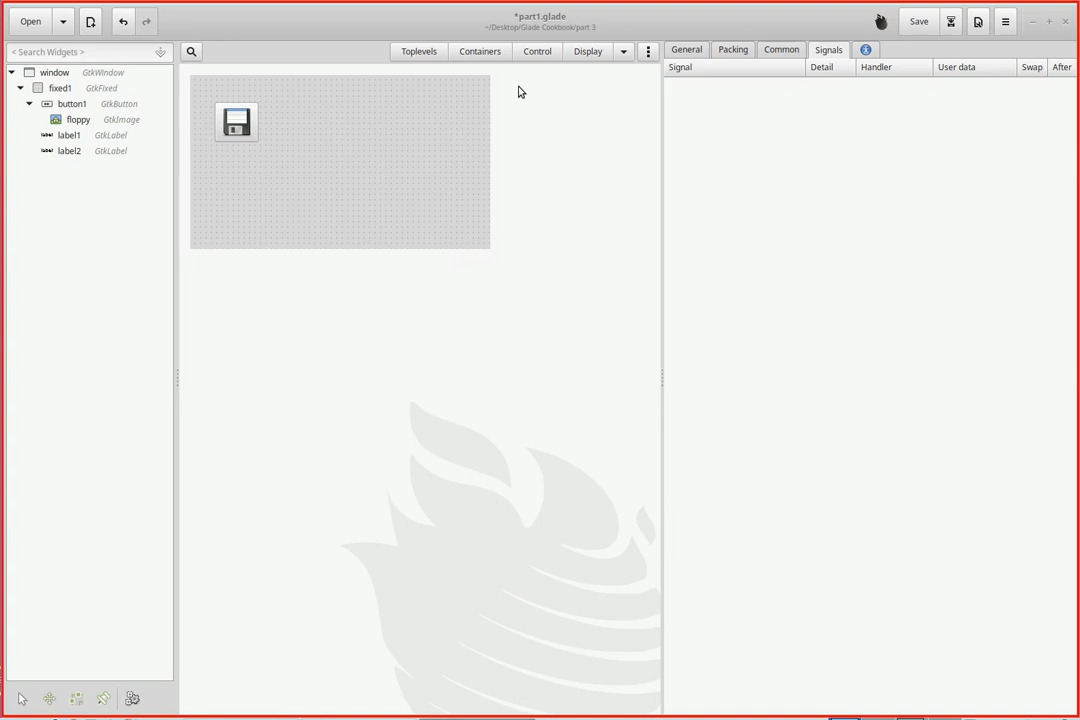 *part1.glade
~/Desktop/Glade Cookbook/part 3
Open
Save
< Search Widgets >
Toplevels
Containers
Control
Display
General
Packing
Common
Signals
Signal
Detail
Handler
User data
Swap
After
window GtkWindow
fixed1 GtkFixed
button1 GtkButton
floppy GtkImage
label1 GtkLabel
label2 GtkLabel